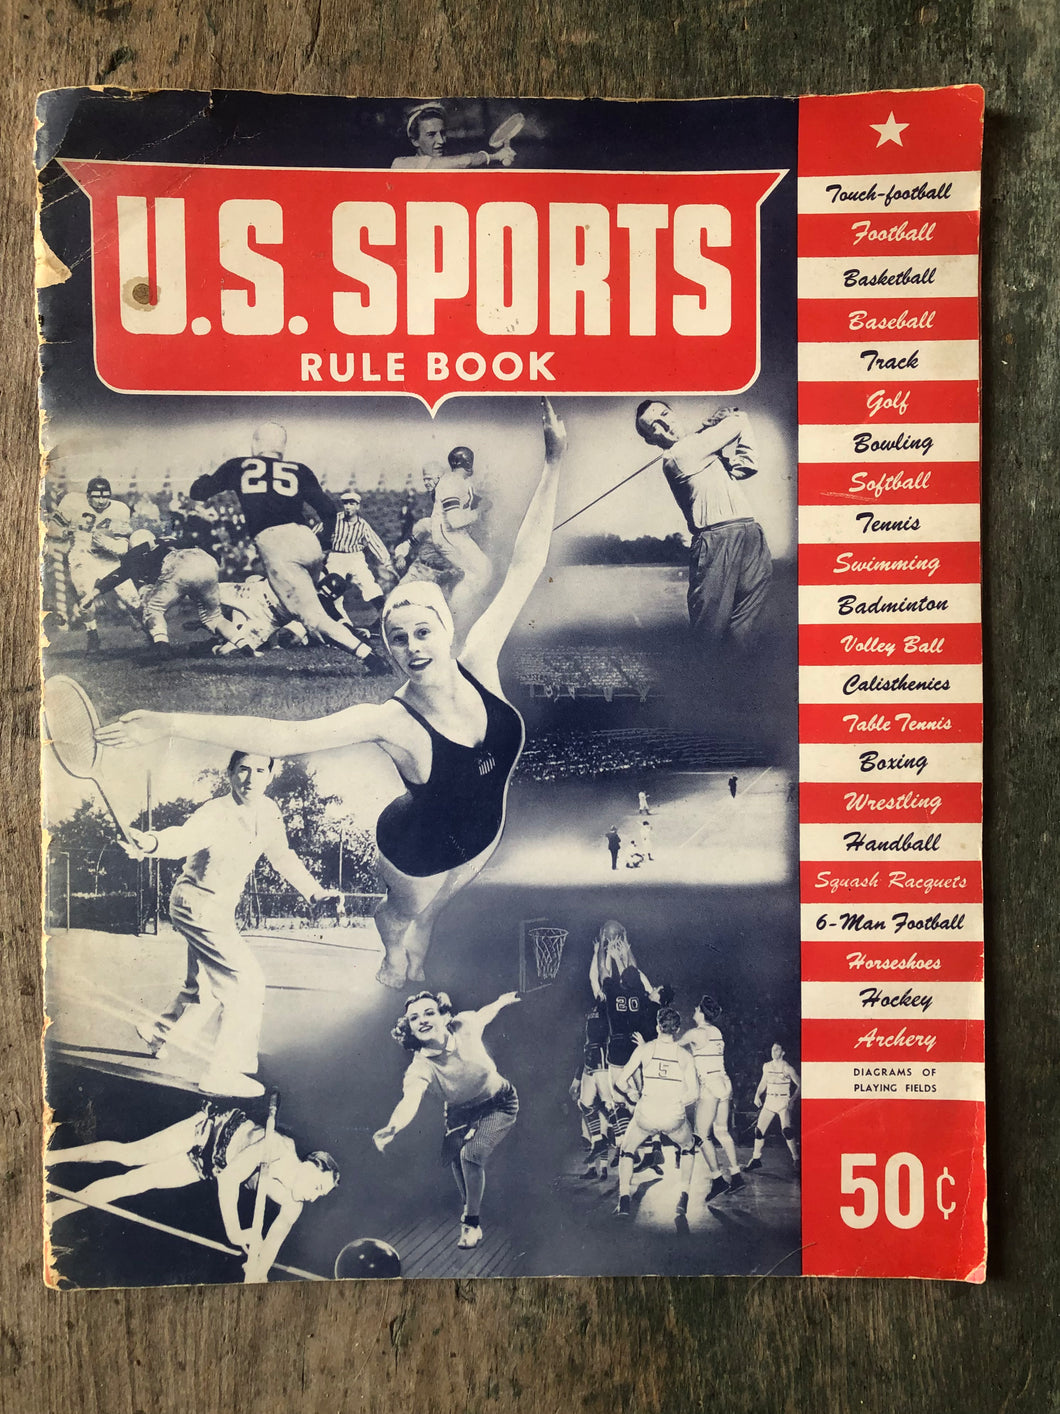 U.S. SPORTS
RULE BOOK
25
34
20
5
Touch-football
Football
Basketball
Baseball
Track
Golf
Bowling
Softball
Tennis
Swimming
Badminton
Volley Ball
Calisthenics
Table Tennis
Boxing
Wrestling
Handball
Squash Racquets
6-Man Football
Horseshoes
Hockey
Archery
DIAGRAMS OF
PLAYING FIELDS
50¢